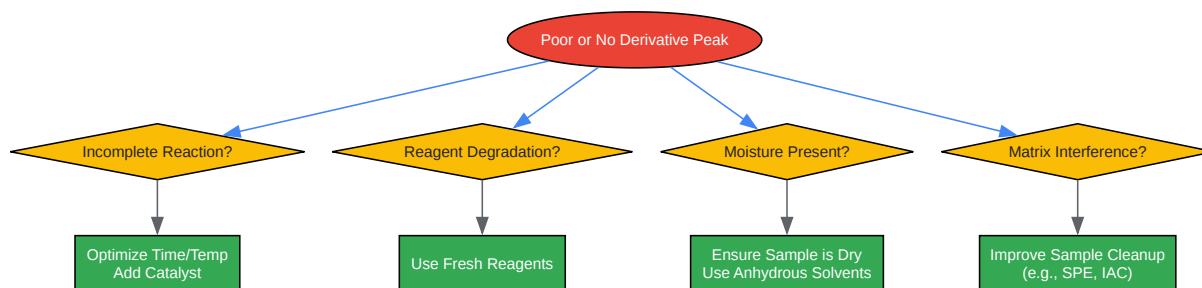 Poor or No Derivative Peak
Incomplete Reaction?
Reagent Degradation?
Moisture Present?
Matrix Interference?
Optimize Time/Temp
Add Catalyst
Use Fresh Reagents
Ensure Sample is Dry
Use Anhydrous Solvents
Improve Sample Cleanup
(e.g., SPE, IAC)